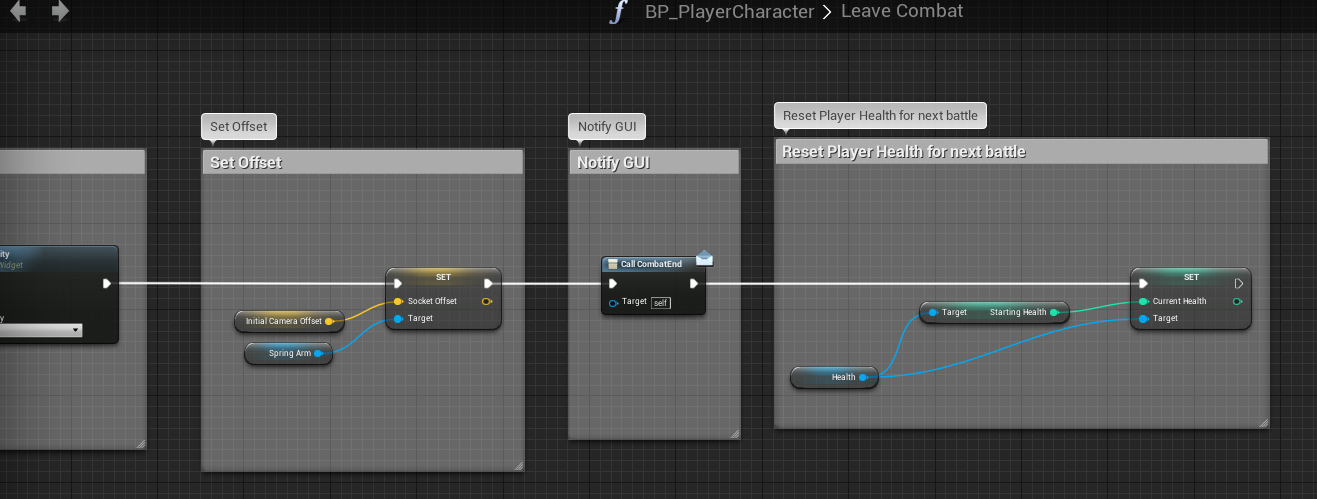 BP_PlayerCharacter > Leave Combat
Set Offset
Notify GUI
Reset Player Health for next battle
Set Offset
Notify GUI
Reset Player Health for next battle
ity
Widget
y
SET
Socket Offset
Target
Initial Camera Offset
Spring Arm
Call CombatEnd
Target self
SET
Current Health
Target
Target Starting Health
Health